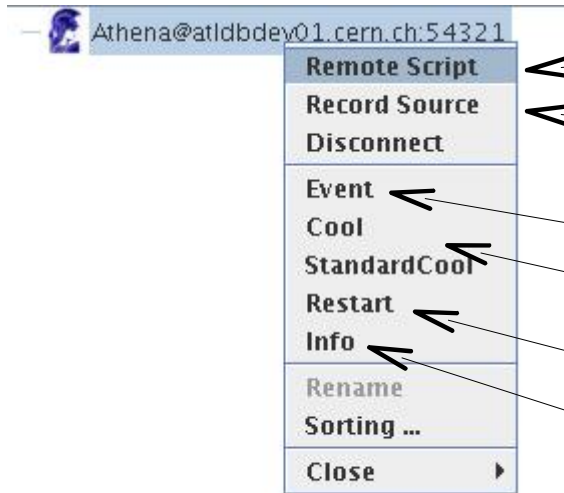 Athena@atldbdev01.cern.ch:54321
Remote Script
Record Source
Disconnect
Event
Cool
StandardCool
Restart
Info
Rename
Sorting ...
Close